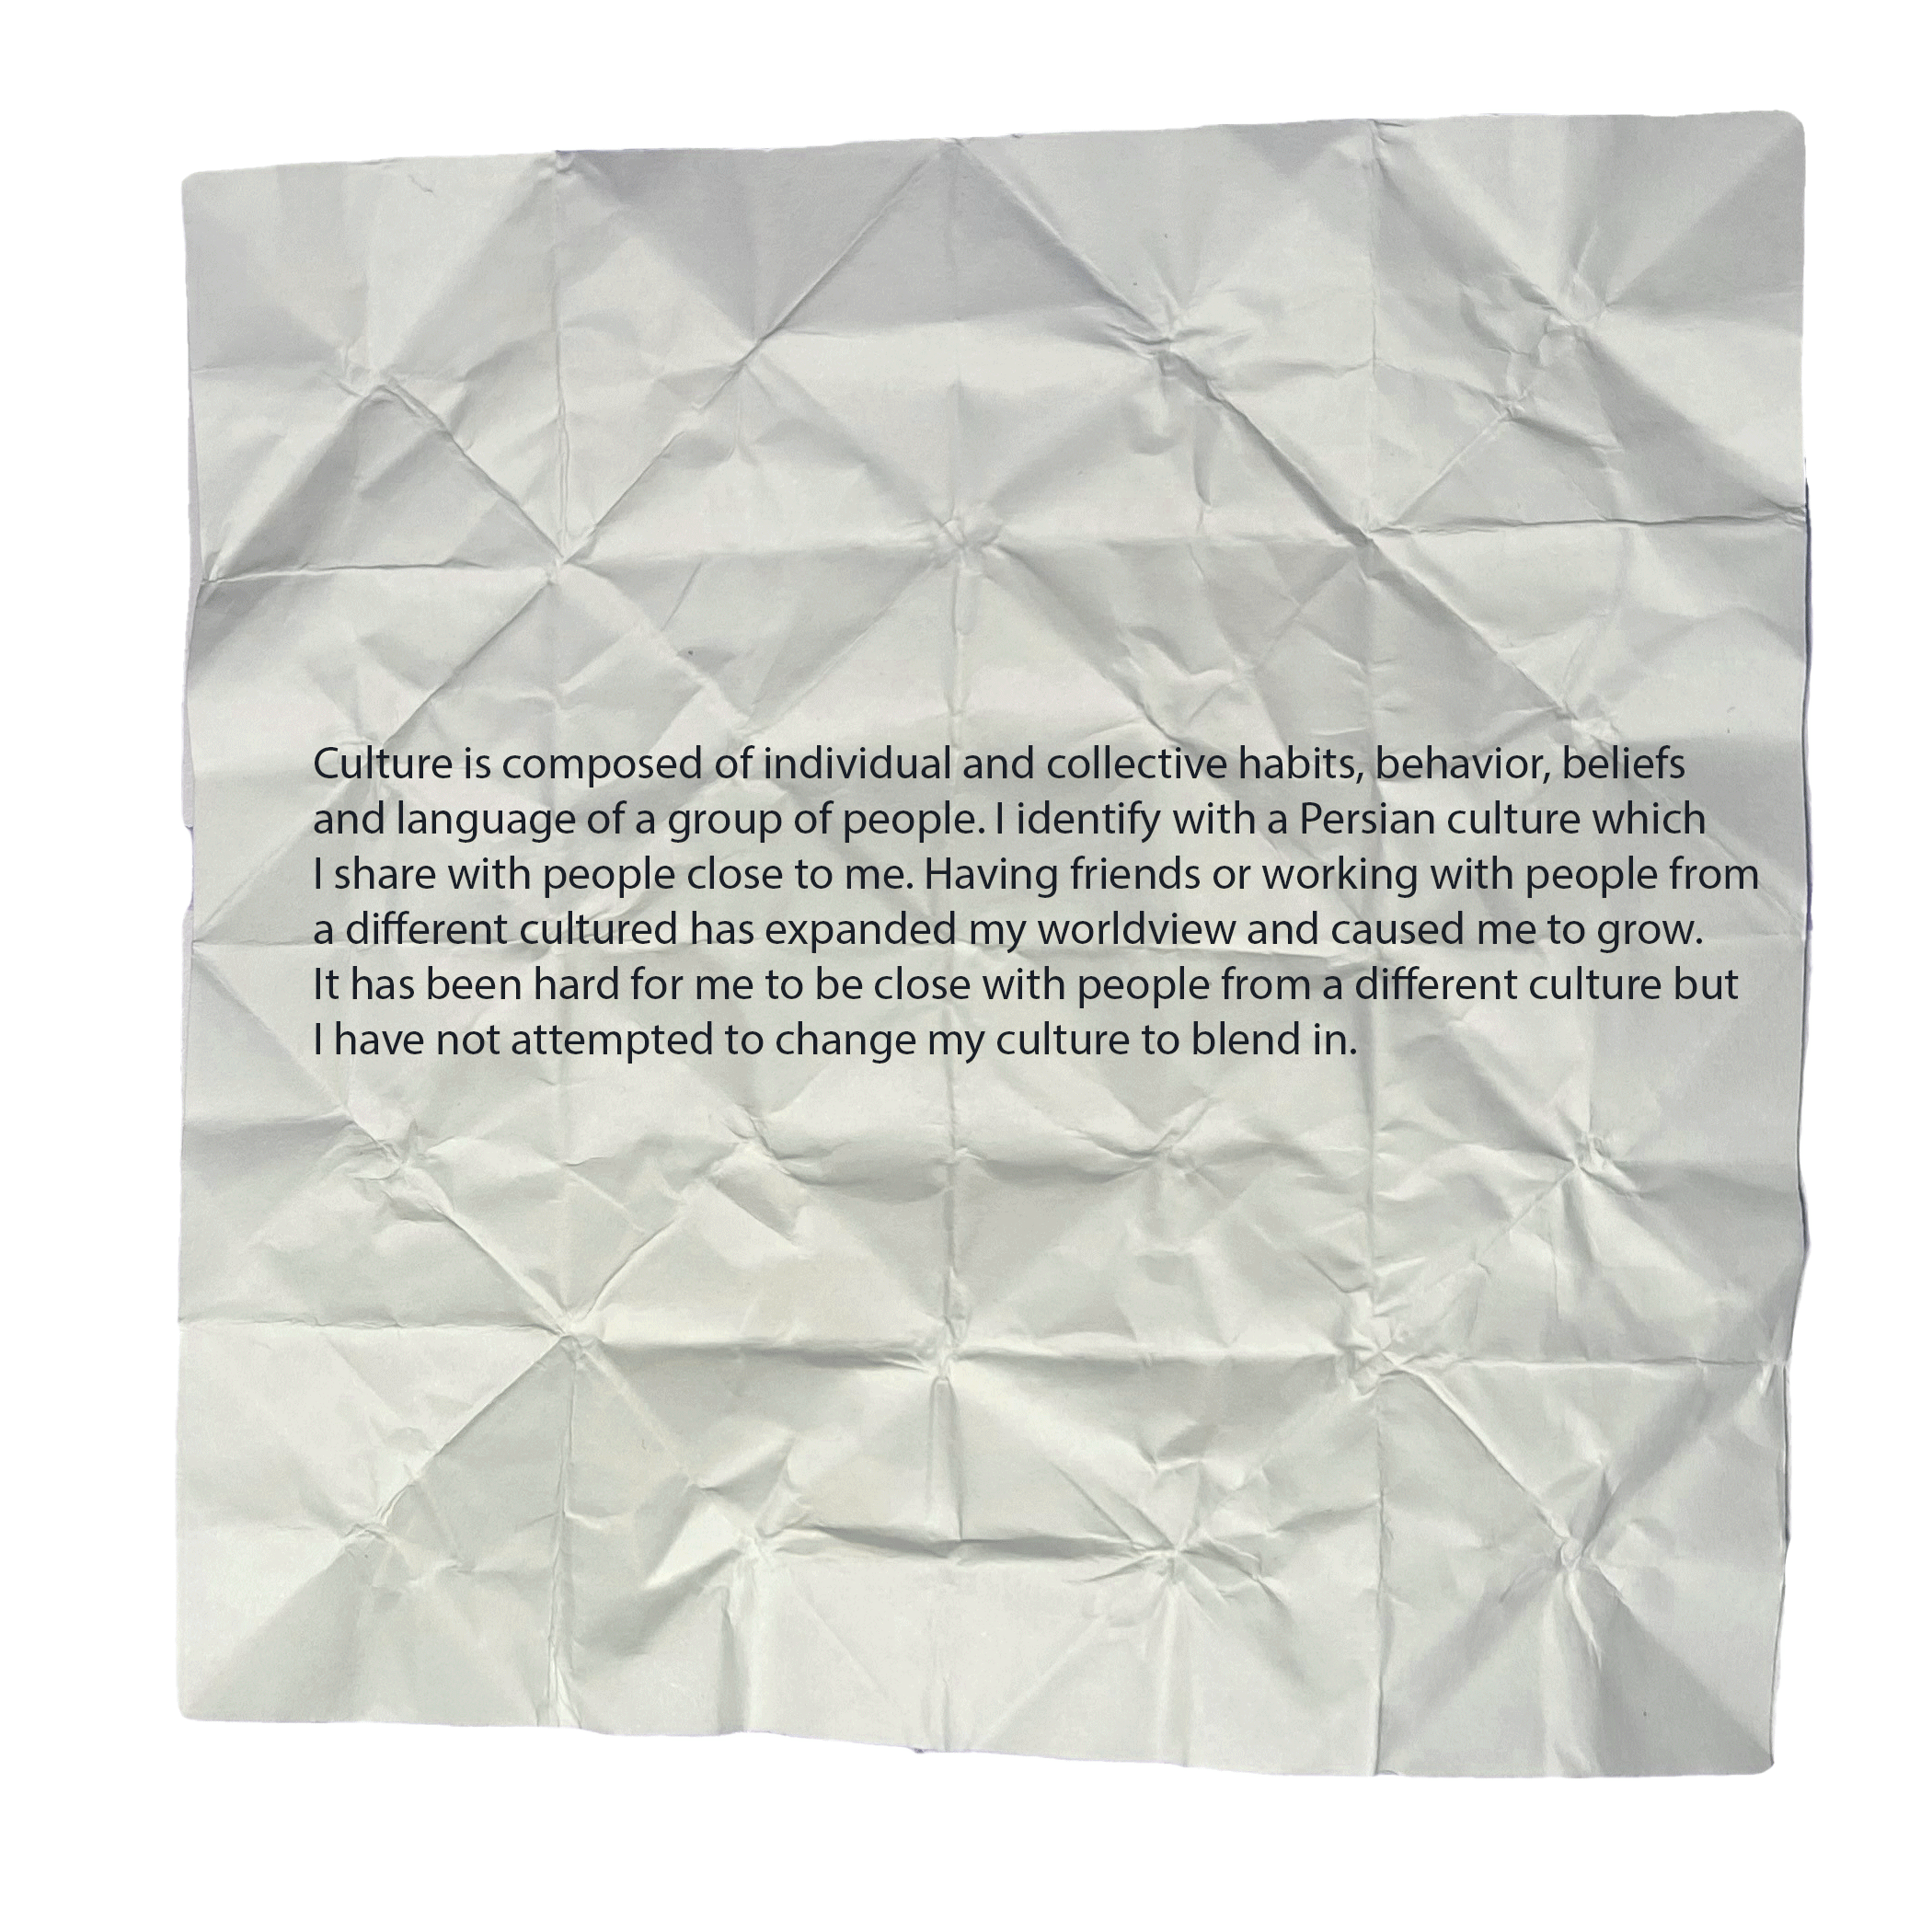 Culture is composed of individual and collective habits, behavior, beliefs
and language of a group of people. I identify with a Persian culture which
I share with people close to me. Having friends or working with people from
a different cultured has expanded my worldview and caused me to grow.
It has been hard for me to be close with people from a different culture but
I have not attempted to change my culture to blend in.